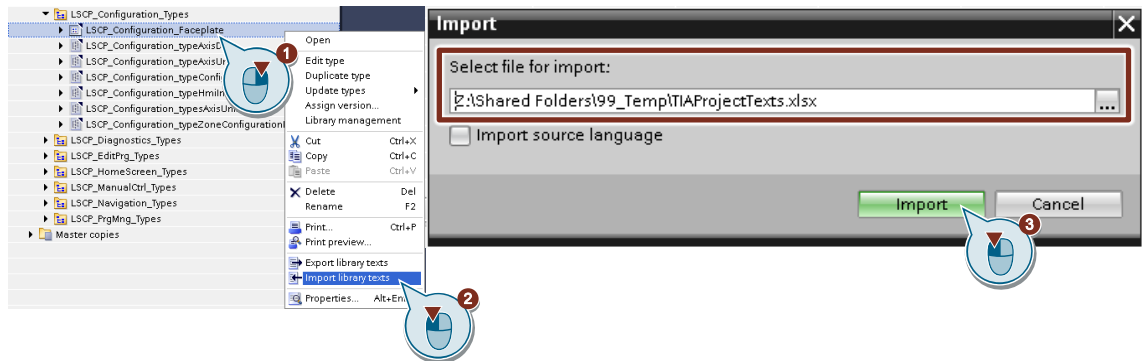 LSCP_Configuration_Types
LSCP_Configuration_Faceplate
LSCP_Configuration_typeAxisD
LSCP_Configuration_typeAxisUn
LSCP_Configuration_typeConfi
LSCP_Configuration_typeHmiIn
LSCP_Configuration_typesAxisUni
LSCP_Configuration_typeZoneConfiguration
LSCP_Diagnostics_Types
LSCP_EditPrg_Types
LSCP_HomeScreen_Types
LSCP_ManualCtrl_Types
LSCP_Navigation_Types
LSCP_PrgMng_Types
Master copies
1
Open
Edit type
Duplicate type
Update types
Assign version...
Library management
Cut Ctrl+X
Copy Ctrl+C
Paste Ctrl+V
Delete Del
Rename F2
Print... Ctrl+P
Print preview...
Export library texts
Import library texts
Properties... Alt+En
2
Import
Select file for import:
Z:\Shared Folders\99_Temp\TIAProjectTexts.xlsx
...
Import source language
Import Cancel
3